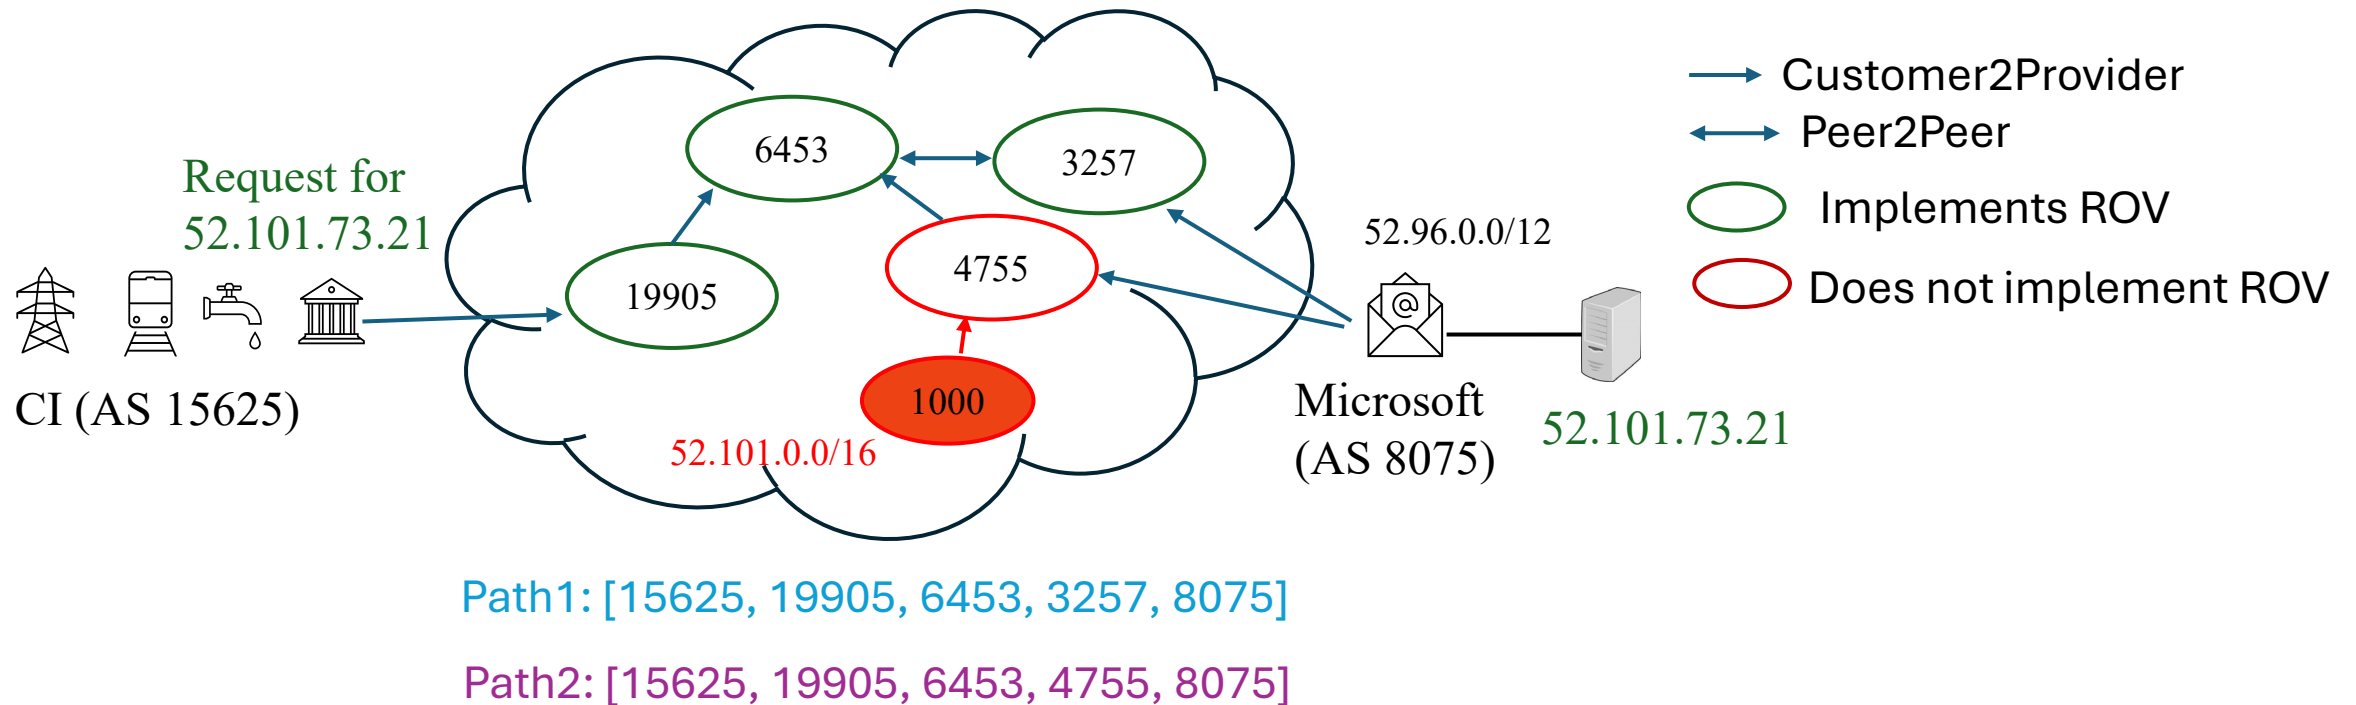 Request for
52.101.73.21
CI (AS 15625)
6453
3257
19905
4755
1000
52.101.0.0/16
52.96.0.0/12
@
Microsoft
(AS 8075)
52.101.73.21
Customer2Provider
Peer2Peer
Implements ROV
Does not implement ROV
Path1: [15625, 19905, 6453, 3257, 8075]
Path2: [15625, 19905, 6453, 4755, 8075]